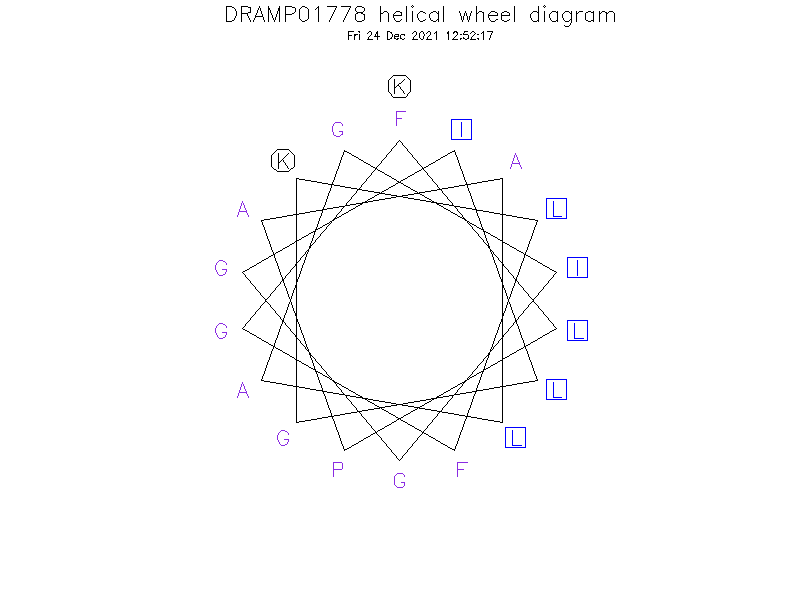 DRAMP01778 helical wheel diagram
Fri 24 Dec 2021 12:52:17
K
F
G I
K A
A L
G I
G L
A L
G L
P F
G